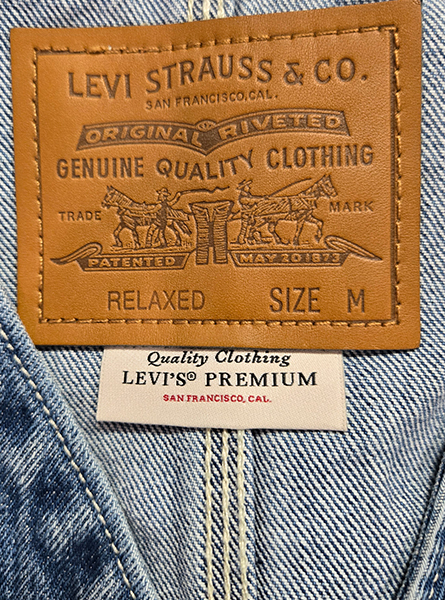 LEVI STRAUSS & CO.
SAN FRANCISCO, CAL.
ORIGINAL RIVETED
GENUINE QUALITY CLOTHING
TRADE MARK
PATENTED MAY 20 1873
RELAXED SIZE M
Quality Clothing
LEVI'S® PREMIUM
SAN FRANCISCO, CAL.